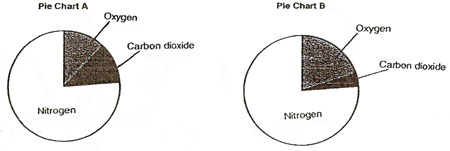 Pie Chart A
Oxygen
Carbon dioxide
Nitrogen
Pie Chart B
Oxygen
Carbon dioxide
Nitrogen